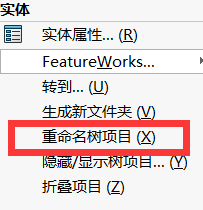 实体
实体属性... (R)
FeatureWorks...
转到... (U)
生成新文件夹 (V)
重命名树项目 (X)
隐藏/显示树项目... (Y)
折叠项目 (Z)